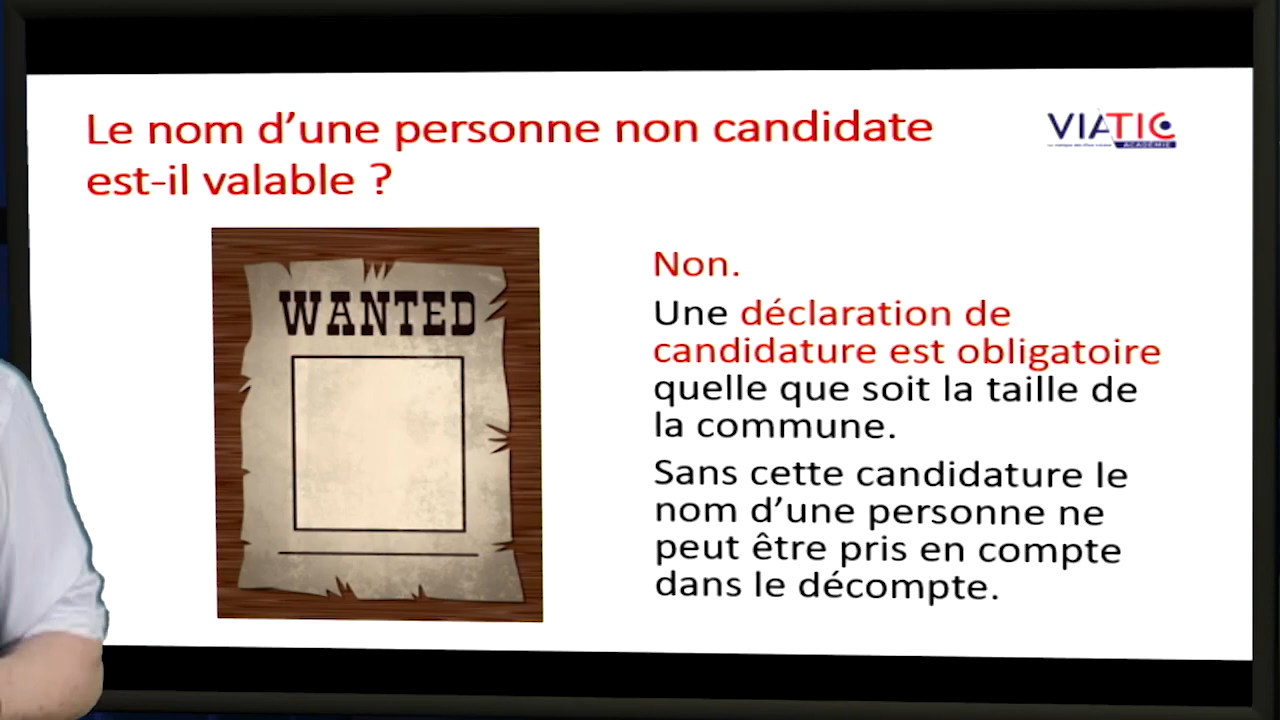 Le nom d’une personne non candidate
est-il valable ?
VIATIC
ACADÉMIE
WANTED
Non.
Une déclaration de
candidature est obligatoire
quelle que soit la taille de
la commune.
Sans cette candidature le
nom d’une personne ne
peut être pris en compte
dans le décompte.